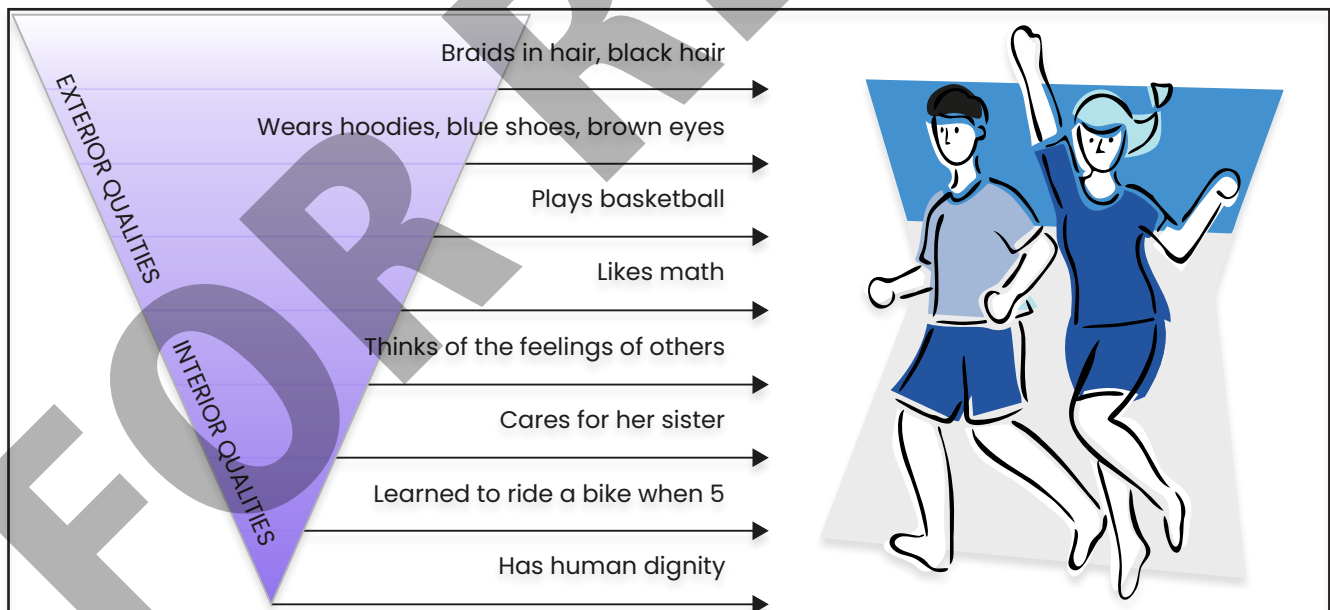 Braids in hair, black hair
Wears hoodies, blue shoes, brown eyes
Plays basketball
Likes math
Thinks of the feelings of others
Cares for her sister
Learned to ride a bike when 5
Has human dignity
EXTERIOR QUALITIES
INTERIOR QUALITIES
FOR